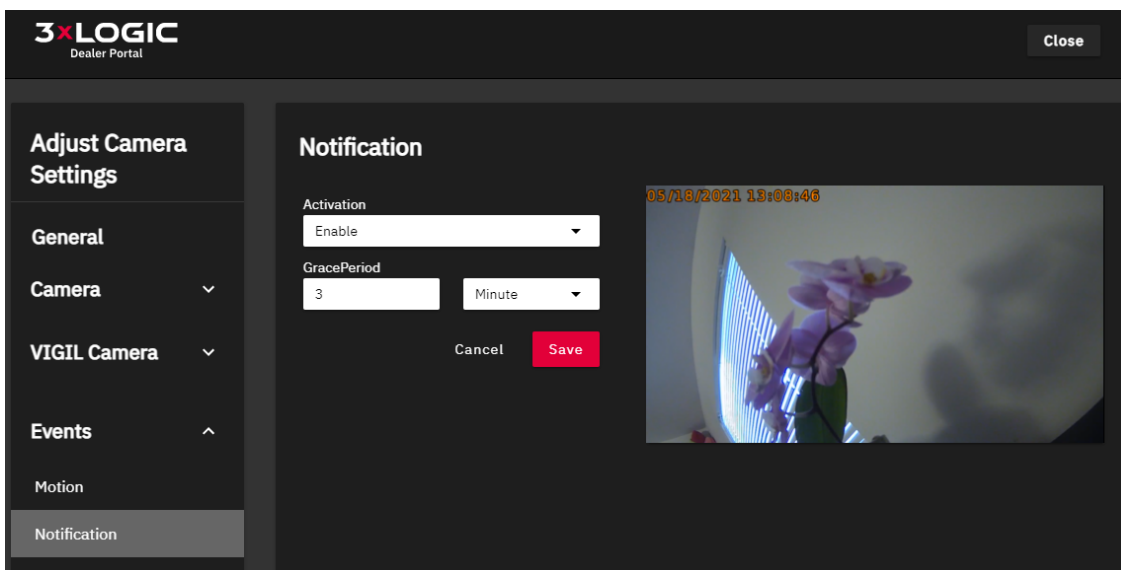 3xLOGIC
Dealer Portal
Close
Adjust Camera
Settings
General
Camera
VIGIL Camera
Events
Motion
Notification
Notification
Activation
Enable
GracePeriod
3
Minute
Cancel
Save
05/18/2021 13:08:46